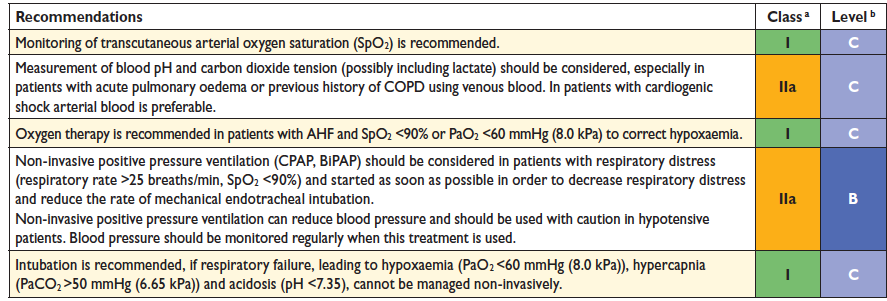 Recommendations Class a Level b
Monitoring of transcutaneous arterial oxygen saturation (SpO₂) is recommended. I C
Measurement of blood pH and carbon dioxide tension (possibly including lactate) should be considered, especially in
patients with acute pulmonary oedema or previous history of COPD using venous blood. In patients with cardiogenic
shock arterial blood is preferable.
IIa C
Oxygen therapy is recommended in patients with AHF and SpO₂ <90% or PaO₂ <60 mmHg (8.0 kPa) to correct hypoxaemia. I C
Non-invasive positive pressure ventilation (CPAP, BiPAP) should be considered in patients with respiratory distress
(respiratory rate >25 breaths/min, SpO₂ <90%) and started as soon as possible in order to decrease respiratory distress
and reduce the rate of mechanical endotracheal intubation.
Non-invasive positive pressure ventilation can reduce blood pressure and should be used with caution in hypotensive
patients. Blood pressure should be monitored regularly when this treatment is used.
IIa B
Intubation is recommended, if respiratory failure, leading to hypoxaemia (PaO₂ <60 mmHg (8.0 kPa)), hypercapnia
(PaCO₂ >50 mmHg (6.65 kPa)) and acidosis (pH <7.35), cannot be managed non-invasively.
I C